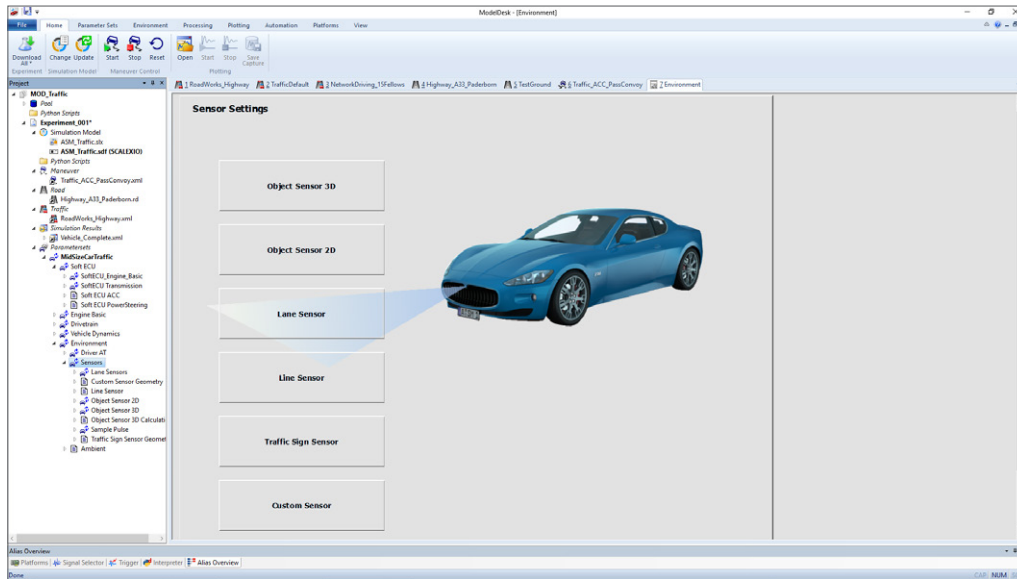 ModelDesk - [Environment]
File Home Parameter Sets Environment Processing Plotting Automation Platforms View
Download All Change Update Start Stop Reset Open Start Stop Save Capture
Experiment Simulation Model Maneuver Control Plotting
Project
1 RoadWorks_Highway 2 TrafficDefault 3 NetworkDriving_15Fellows 4 Highway_A33_Paderborn 5 TestGround 6 Traffic_ACC_PassConvoy 7 Environment
MOD_Traffic
Pool
Python Scripts
Experiment_001*
Simulation Model
ASM_Traffic.slx
ASM_Traffic.sdf (SCALEXIO)
Python Scripts
Maneuver
Traffic_ACC_PassConvoy.xml
Road
Highway_A33_Paderborn.rd
Traffic
RoadWorks_Highway.xml
Simulation Results
Vehicle_Complete.xml
Parametersets
MidSizeCarTraffic
Soft ECU
SoftECU_Engine_Basic
SoftECU Transmission
Soft ECU ACC
Soft ECU PowerSteering
Engine Basic
Drivetrain
Vehicle Dynamics
Environment
Driver AT
Sensors
Lane Sensors
Custom Sensor Geometry
Line Sensor
Object Sensor 2D
Object Sensor 3D
Object Sensor 3D Calculati
Sample Pulse
Traffic Sign Sensor Geomet
Ambient
Sensor Settings
Object Sensor 3D
Object Sensor 2D
Lane Sensor
Line Sensor
Traffic Sign Sensor
Custom Sensor
Alias Overview
Platforms Signal Selector Trigger Interpreter Alias Overview
Done
CAP NUM